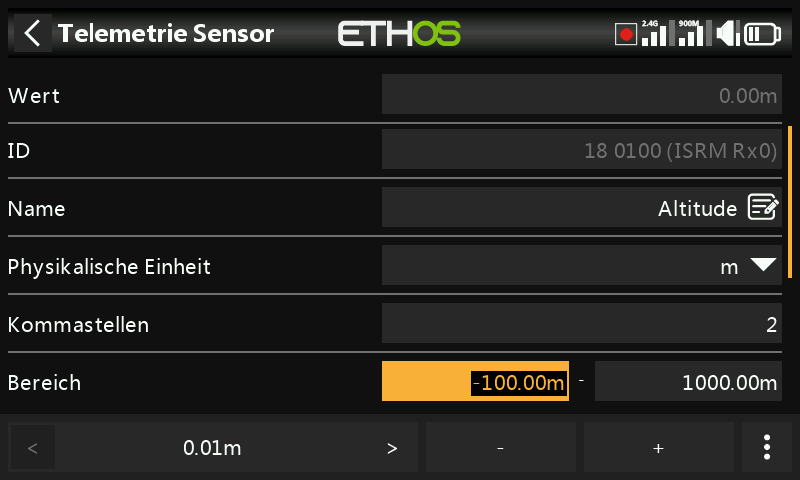 Telemetrie Sensor ETHOS 2.4G 900M
Wert 0.00m
ID 18 0100 (ISRM Rx0)
Name Altitude
Physikalische Einheit m
Kommastellen 2
Bereich -100.00m - 1000.00m
< 0.01m > - +